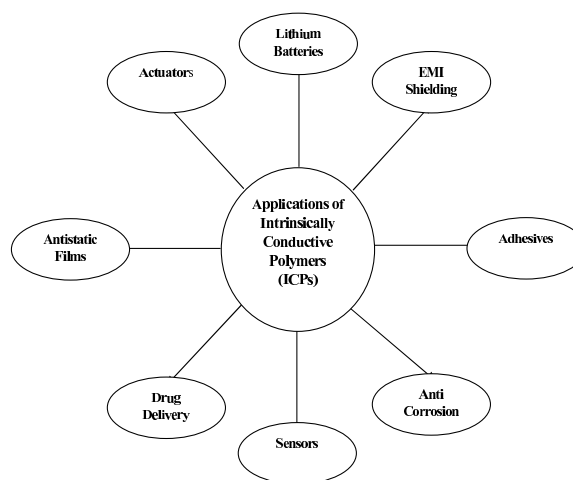 Lithium
Batteries
Actuators
EMI
Shielding
Applications of
Intrinsically
Conductive
Polymers
(ICPs)
Antistatic
Films
Adhesives
Drug
Delivery
Anti
Corrosion
Sensors